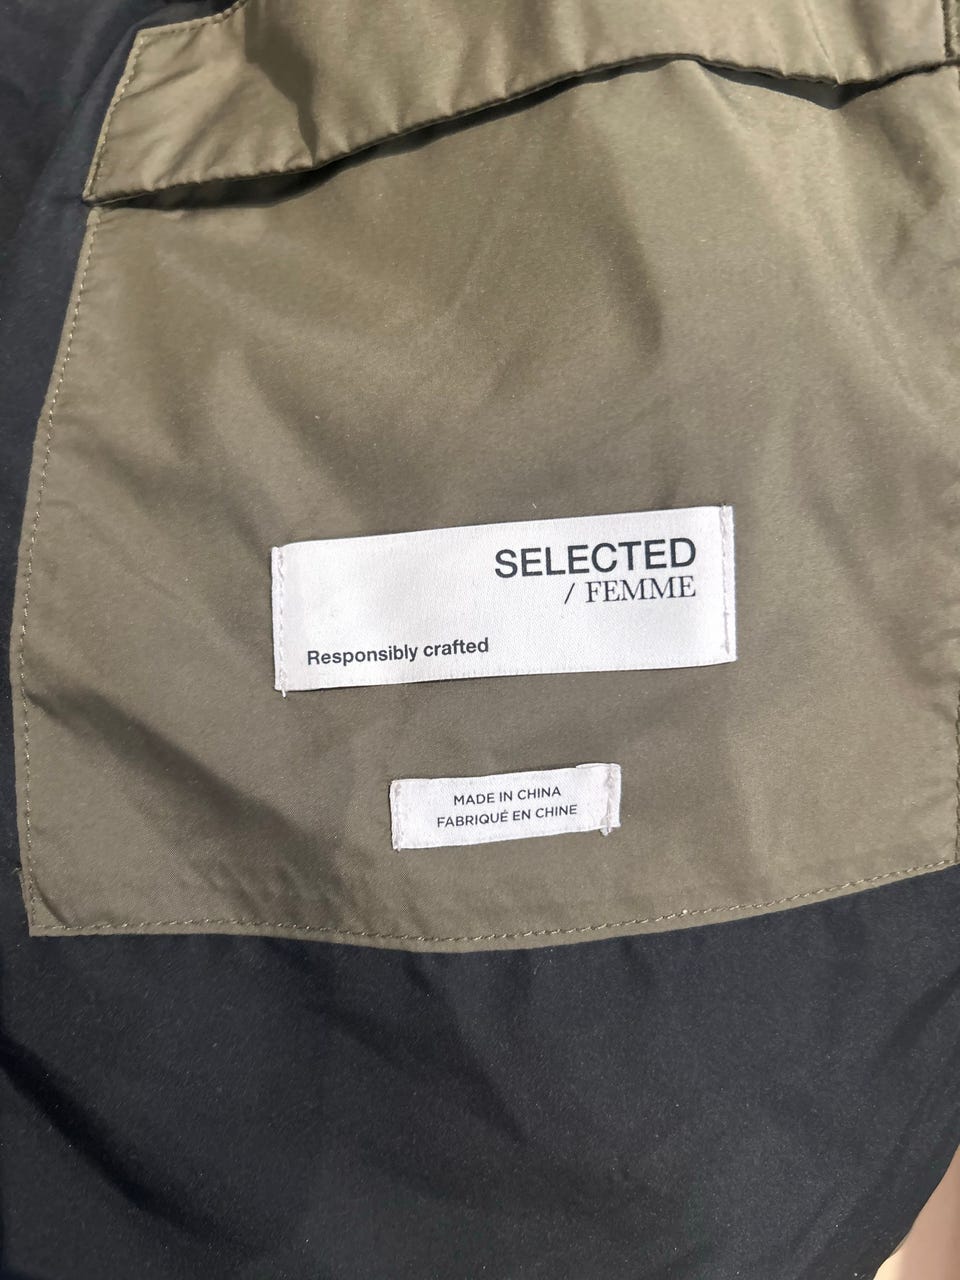 SELECTED
/ FEMME
Responsibly crafted
MADE IN CHINA
FABRIQUÉ EN CHINE